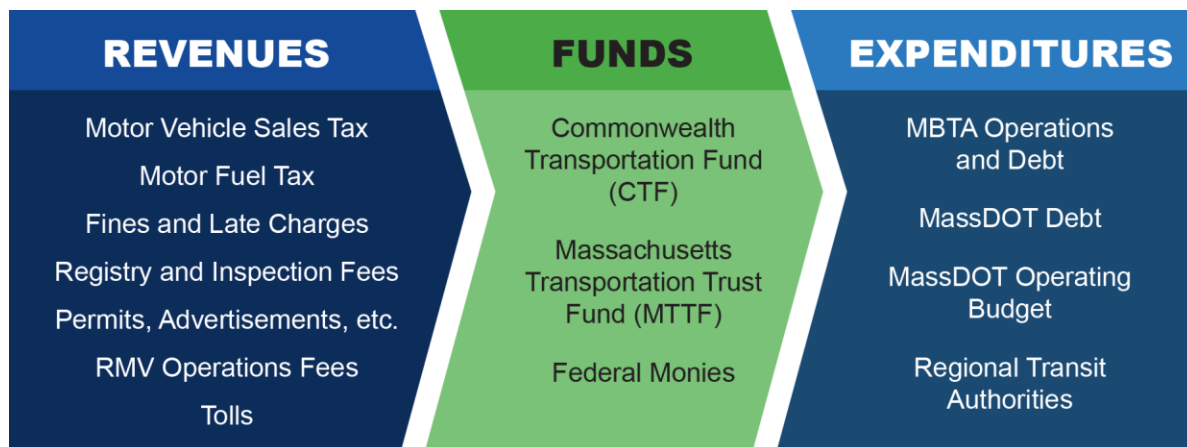 REVENUES
Motor Vehicle Sales Tax
Motor Fuel Tax
Fines and Late Charges
Registry and Inspection Fees
Permits, Advertisements, etc.
RMV Operations Fees
Tolls
FUNDS
Commonwealth
Transportation Fund
(CTF)
Massachusetts
Transportation Trust
Fund (MTTF)
Federal Monies
EXPENDITURES
MBTA Operations
and Debt
MassDOT Debt
MassDOT Operating
Budget
Regional Transit
Authorities